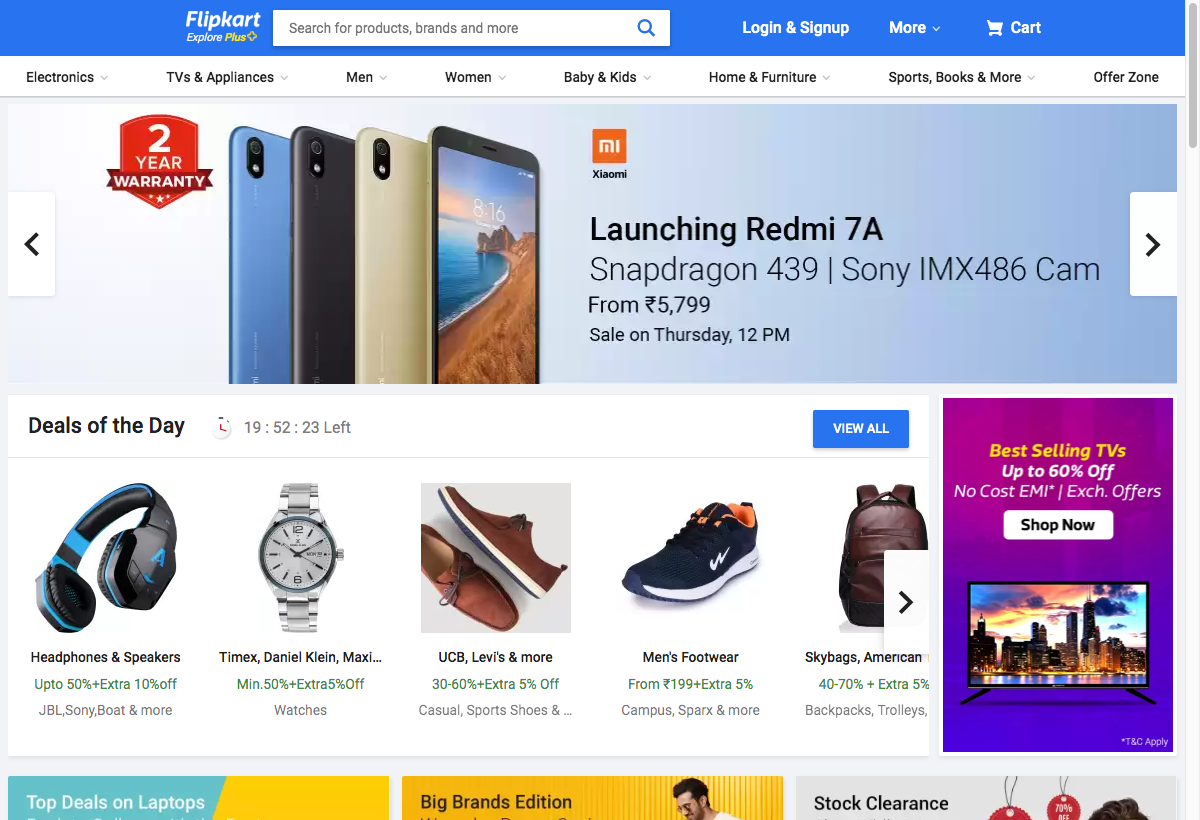 Flipkart
Explore Plus
Search for products, brands and more
Login & Signup
More
Cart
Electronics
TVs & Appliances
Men
Women
Baby & Kids
Home & Furniture
Sports, Books & More
Offer Zone
2
YEAR
WARRANTY
8:16
mi
Xiaomi
Launching Redmi 7A
Snapdragon 439 | Sony IMX486 Cam
From ₹5,799
Sale on Thursday, 12 PM
Deals of the Day
19 : 52 : 23 Left
VIEW ALL
Headphones & Speakers
Upto 50%+Extra 10%off
JBL,Sony,Boat & more
Timex, Daniel Klein, Maxi...
Min.50%+Extra5%Off
Watches
UCB, Levi's & more
30-60%+Extra 5% Off
Casual, Sports Shoes & ...
Men's Footwear
From ₹199+Extra 5%
Campus, Sparx & more
Skybags, American
40-70% + Extra 5%
Backpacks, Trolleys,
Best Selling TVs
Up to 60% Off
No Cost EMI* | Exch. Offers
Shop Now
*T&C Apply
Top Deals on Laptops
Big Brands Edition
Stock Clearance
70%
OFF